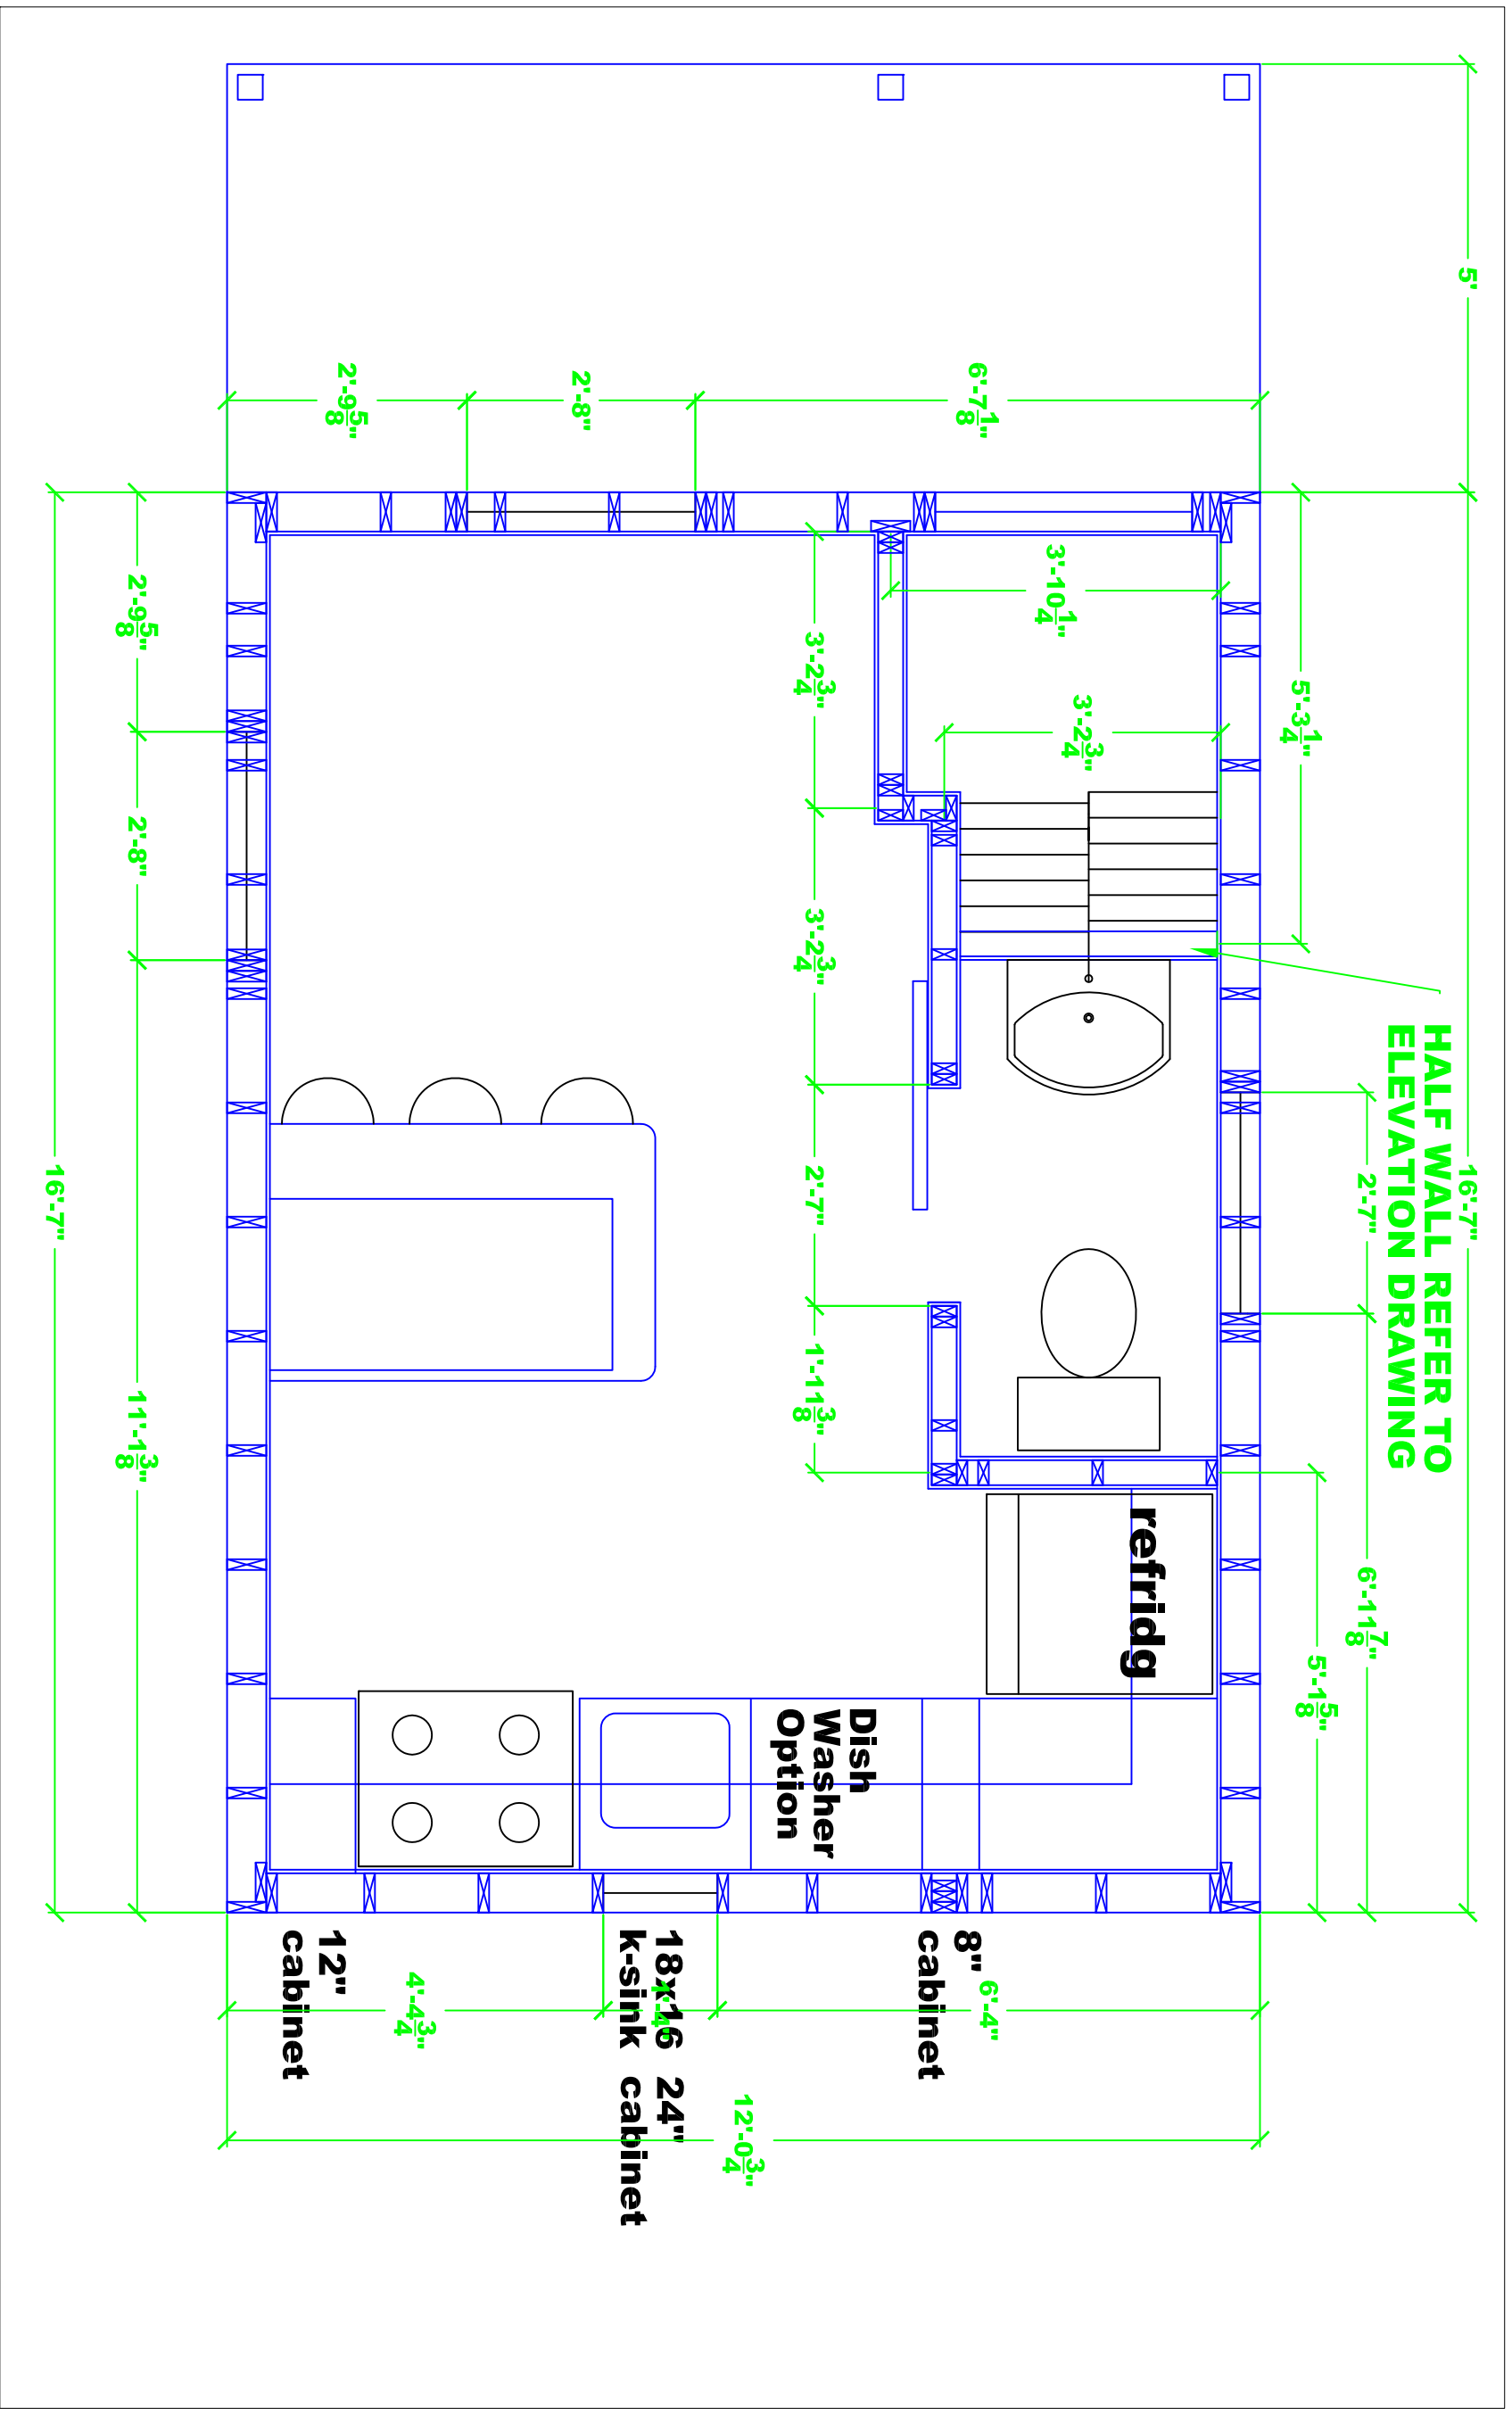 5'
16'-7"
HALF WALL REFER TO
ELEVATION DRAWING
2'-7"
6'-11 7/8"
5'-1 5/8"
5'-3 1/4"
refridg
3'-2 3/4"
3'-10 1/4"
6'-7 1/8"
6'-4"
8"
cabinet
Dish
Washer
Option
3'-2 3/4"
3'-2 3/4"
2'-7"
1'-11 3/8"
12'-0 3/4"
18x16 24"
k-sink cabinet
1'-4"
2'-8"
4'-4 3/4"
2'-9 5/8"
12"
cabinet
2'-9 5/8"
2'-8"
11'-1 3/8"
16'-7"